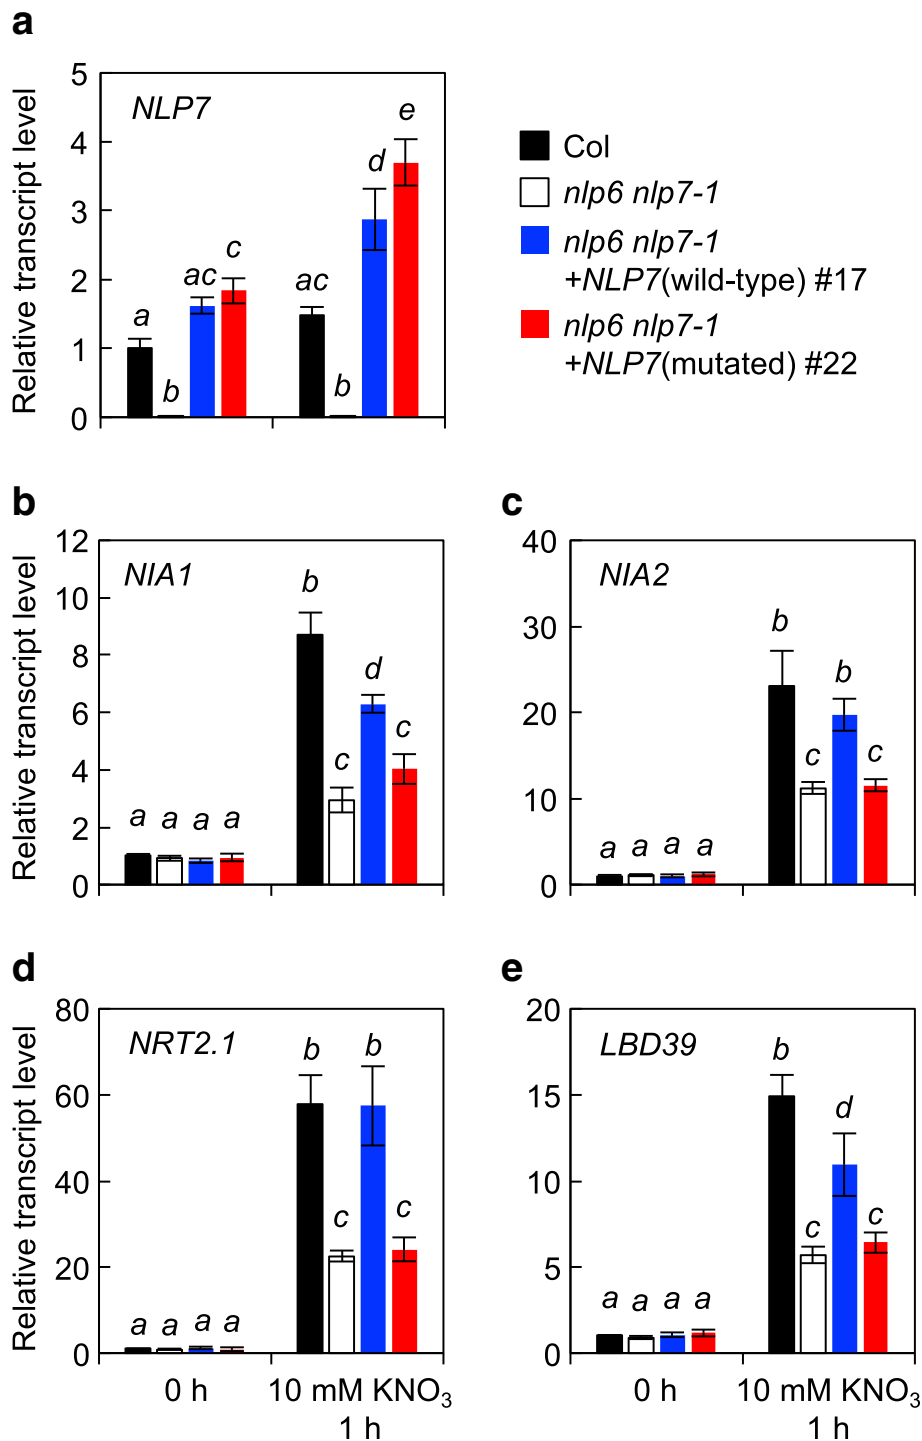 a
Relative transcript level
5
4
3
2
1
0
NLP7
a
b
ac
c
ac
b
d
e
Col
nlp6 nlp7-1
nlp6 nlp7-1
+NLP7(wild-type) #17
nlp6 nlp7-1
+NLP7(mutated) #22
b
Relative transcript level
12
10
8
6
4
2
0
NIA1
a
a
a
a
b
c
d
c
c
40
30
20
10
0
NIA2
a
a
a
a
b
c
b
c
d
Relative transcript level
80
60
40
20
0
NRT2.1
a
a
a
a
b
c
b
c
0 h
10 mM KNO₃
1 h
e
20
15
10
5
0
LBD39
a
a
a
a
b
c
d
c
0 h
10 mM KNO₃
1 h